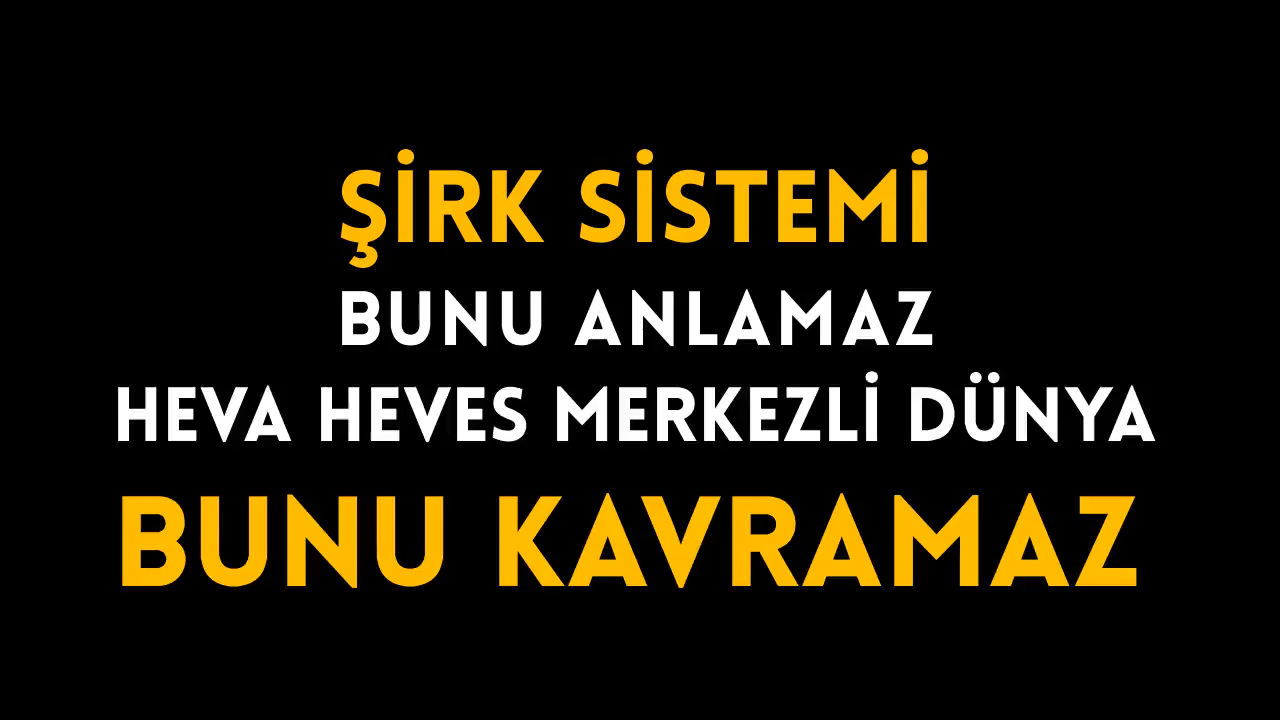 ŞİRK SİSTEMİ
BUNU ANLAMAZ
HEVA HEVES MERKEZLİ DÜNYA
BUNU KAVRAMAZ